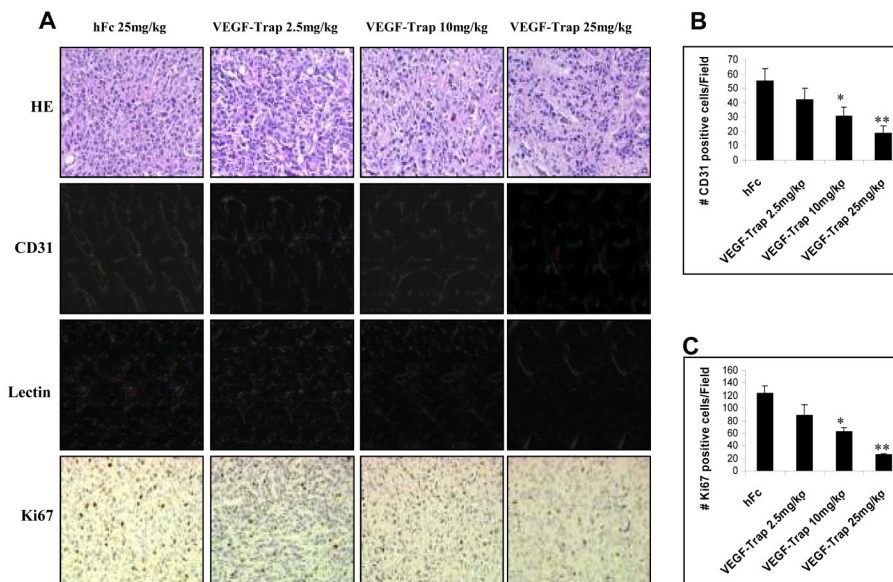 A
hFc 25mg/kg VEGF-Trap 2.5mg/kg VEGF-Trap 10mg/kg VEGF-Trap 25mg/kg
HE
CD31
Lectin
Ki67
B
# CD31 positive cells/Field
70
60
50
40
30
20
10
0
*
**
hFc
VEGF-Trap 2.5mg/kg
VEGF-Trap 10mg/kg
VEGF-Trap 25mg/kg
C
# Ki67 positive cells/Field
160
140
120
100
80
60
40
20
0
*
**
hFc
VEGF-Trap 2.5mg/kg
VEGF-Trap 10mg/kg
VEGF-Trap 25mg/kg